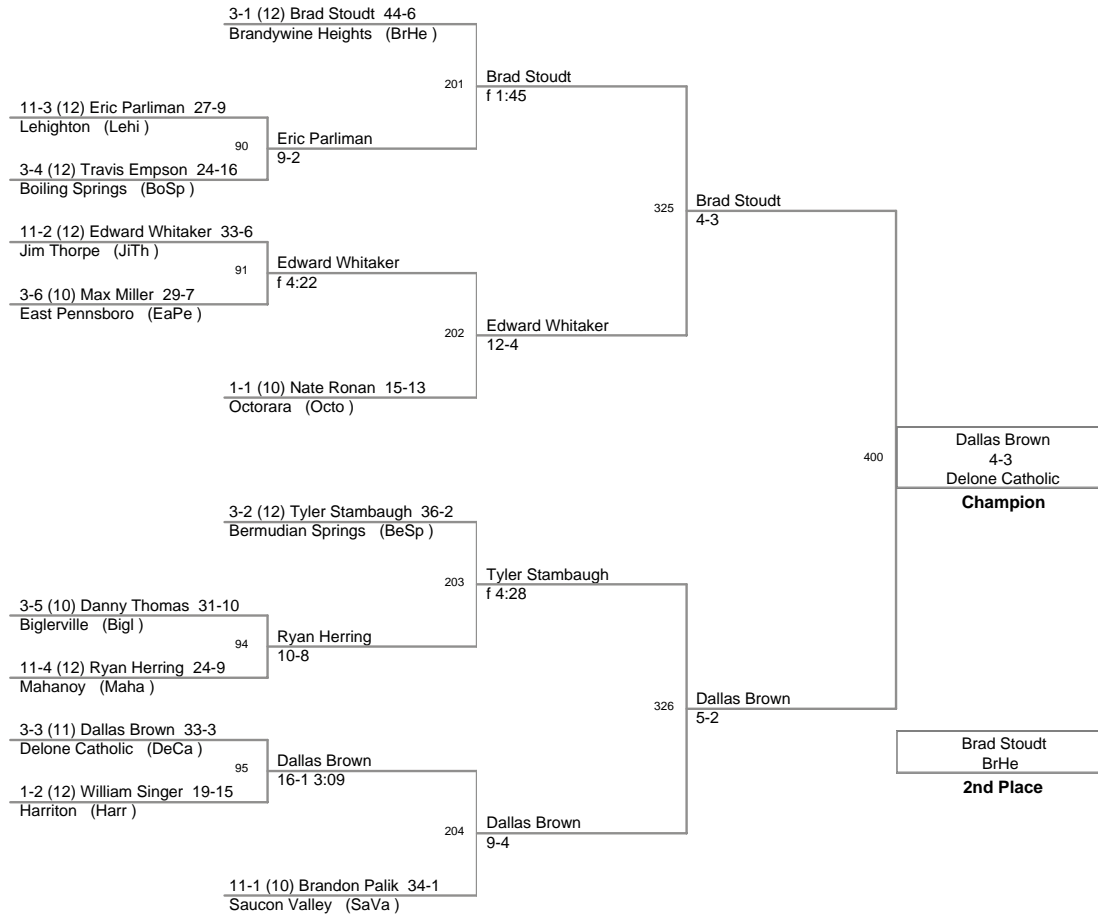 3-1 (12) Brad Stoudt 44-6
Brandywine Heights (BrHe )
201
Brad Stoudt
f 1:45
11-3 (12) Eric Parliman 27-9
Lehighton (Lehi )
90
Eric Parliman
9-2
3-4 (12) Travis Empson 24-16
Boiling Springs (BoSp )
325
Brad Stoudt
4-3
11-2 (12) Edward Whitaker 33-6
Jim Thorpe (JiTh )
91
Edward Whitaker
f 4:22
3-6 (10) Max Miller 29-7
East Pennsboro (EaPe )
202
Edward Whitaker
12-4
1-1 (10) Nate Ronan 15-13
Octorara (Octo )
400
Dallas Brown
4-3
Delone Catholic
Champion
3-2 (12) Tyler Stambaugh 36-2
Bermudian Springs (BeSp )
203
Tyler Stambaugh
f 4:28
3-5 (10) Danny Thomas 31-10
Biglerville (Bigl )
94
Ryan Herring
10-8
11-4 (12) Ryan Herring 24-9
Mahanoy (Maha )
326
Dallas Brown
5-2
3-3 (11) Dallas Brown 33-3
Delone Catholic (DeCa )
95
Dallas Brown
16-1 3:09
1-2 (12) William Singer 19-15
Harriton (Harr )
204
Dallas Brown
9-4
11-1 (10) Brandon Palik 34-1
Saucon Valley (SaVa )
Brad Stoudt
BrHe
2nd Place